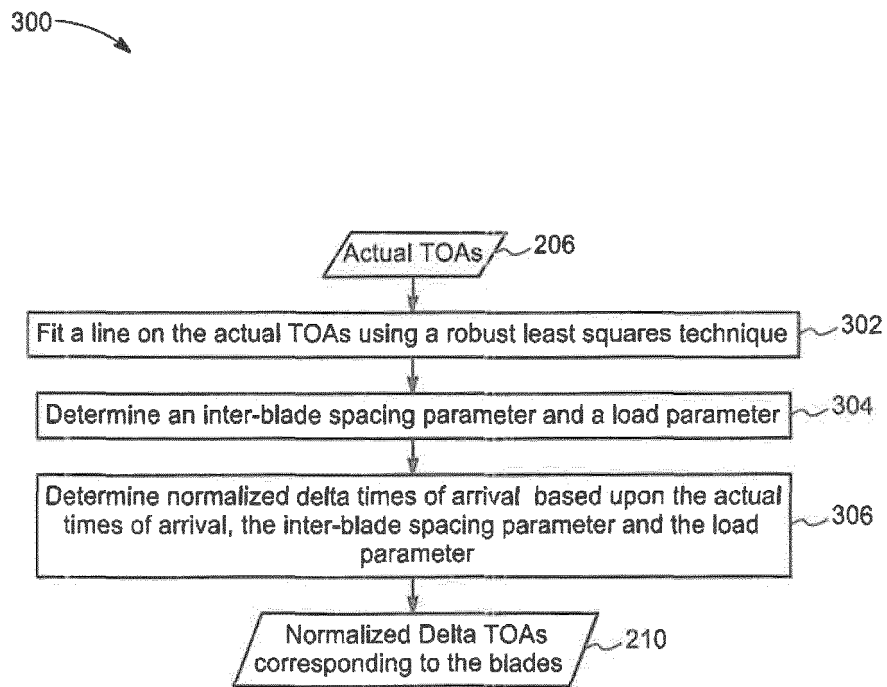 300
Actual TOAs
206
Fit a line on the actual TOAs using a robust least squares technique
302
Determine an inter-blade spacing parameter and a load parameter
304
Determine normalized delta times of arrival based upon the actual
times of arrival, the inter-blade spacing parameter and the load
parameter
306
Normalized Delta TOAs
corresponding to the blades
210